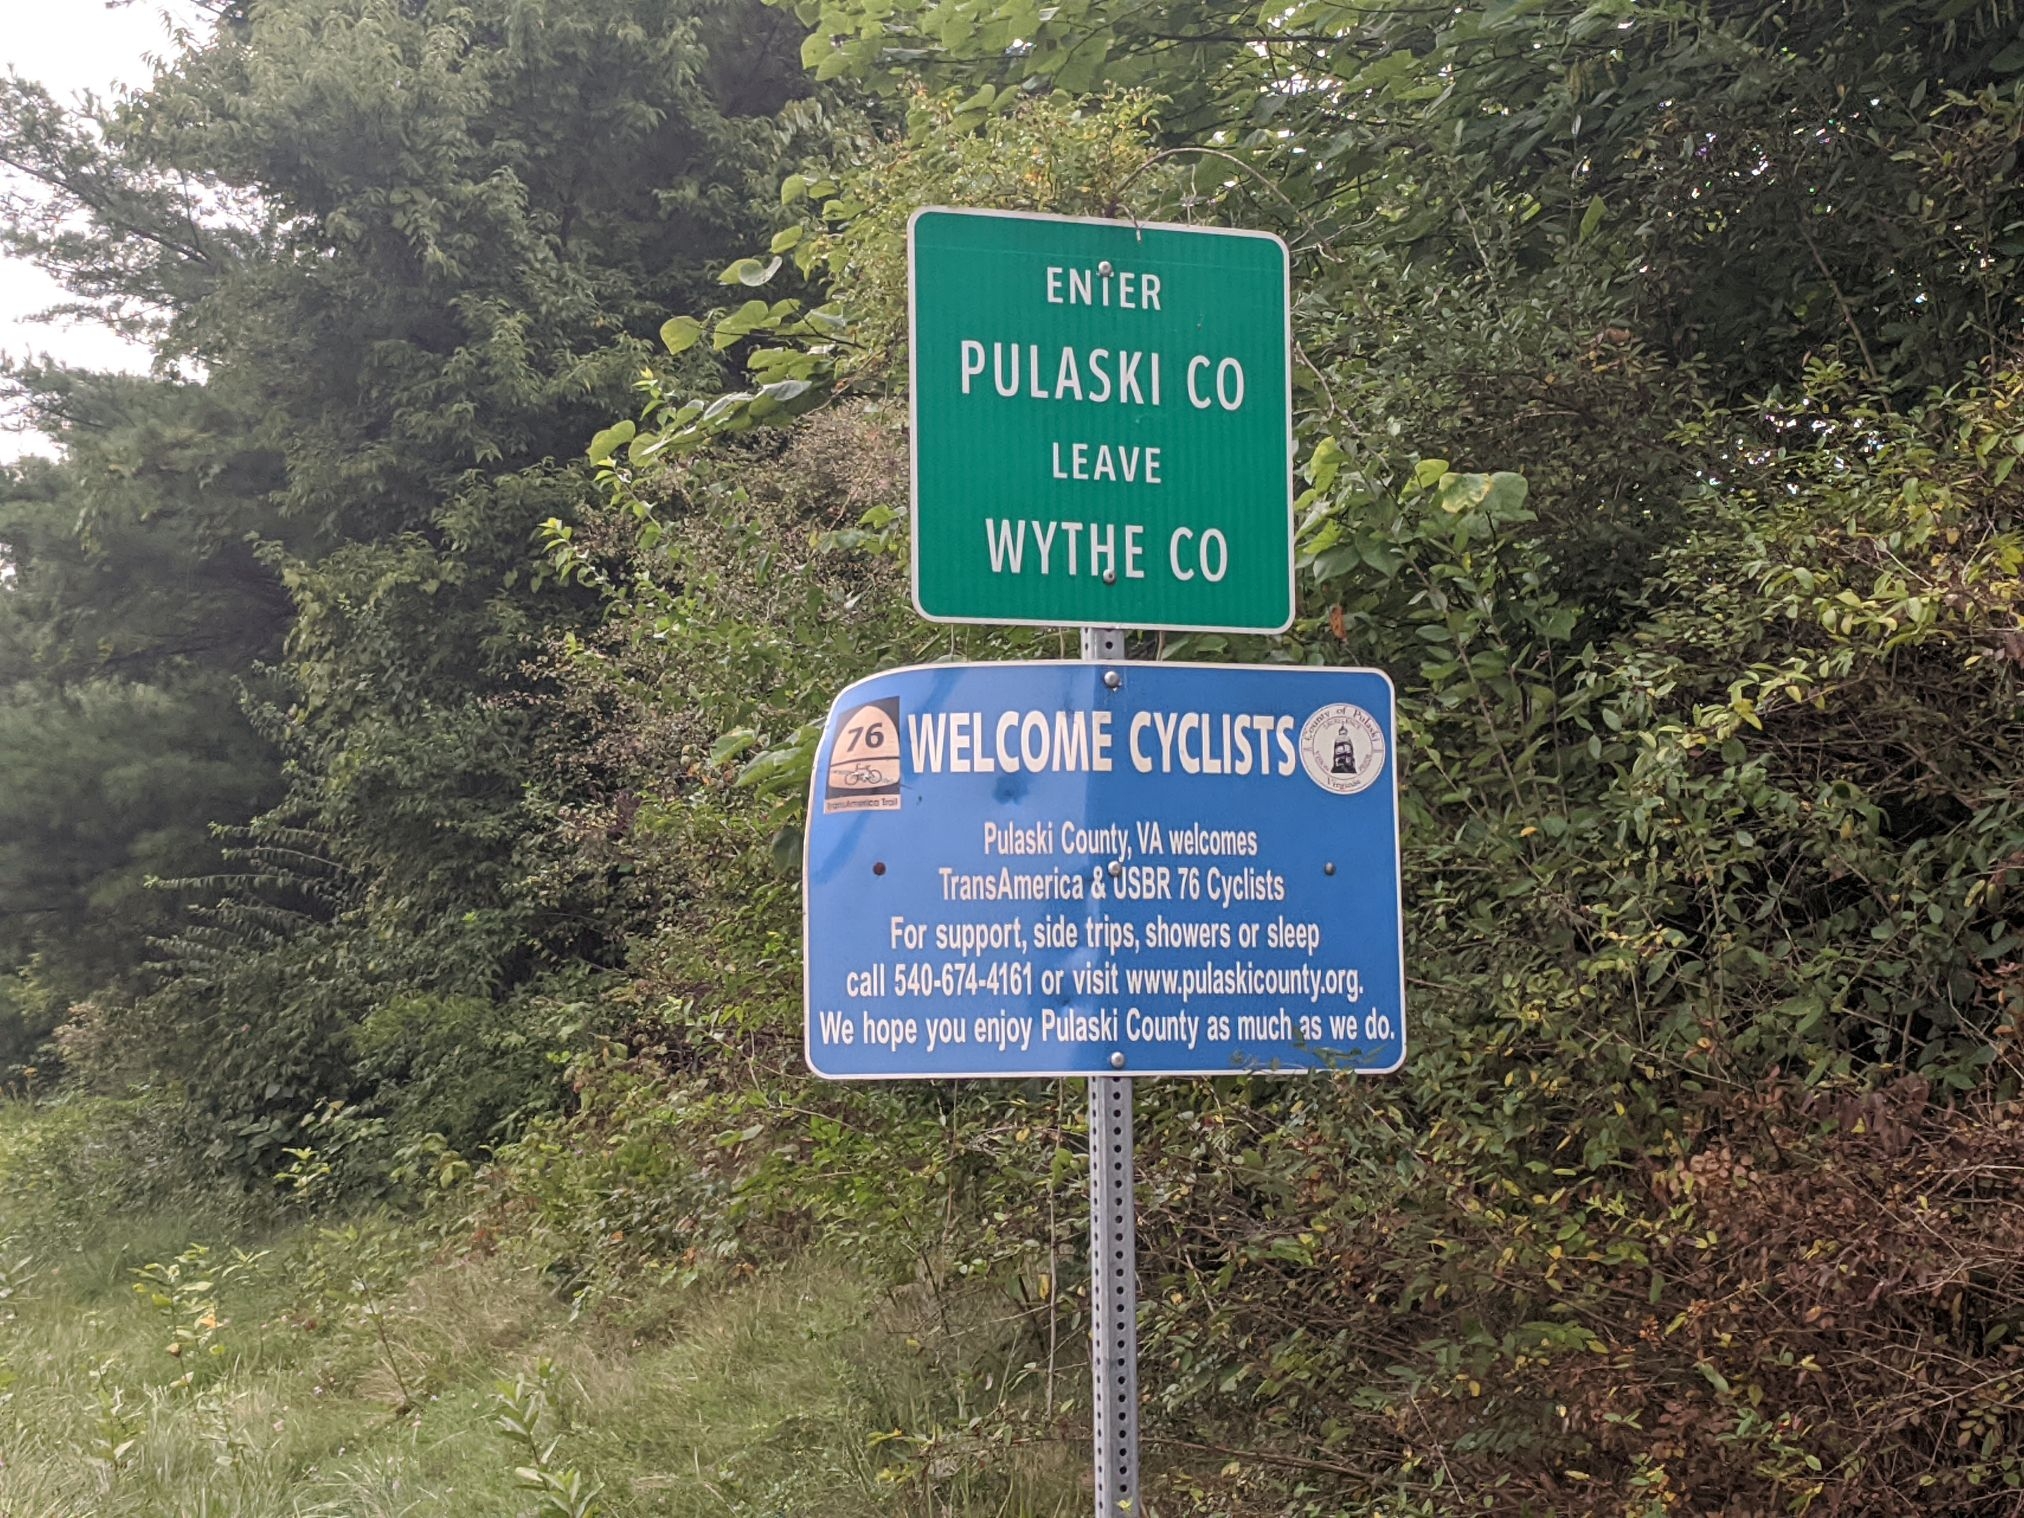 ENTER
PULASKI CO
LEAVE
WYTHE CO
76
TransAmerica Trail
WELCOME CYCLISTS
County of Pulaski
Virginia
Pulaski County, VA welcomes
TransAmerica & USBR 76 Cyclists
For support, side trips, showers or sleep
call 540-674-4161 or visit www.pulaskicounty.org.
We hope you enjoy Pulaski County as much as we do.